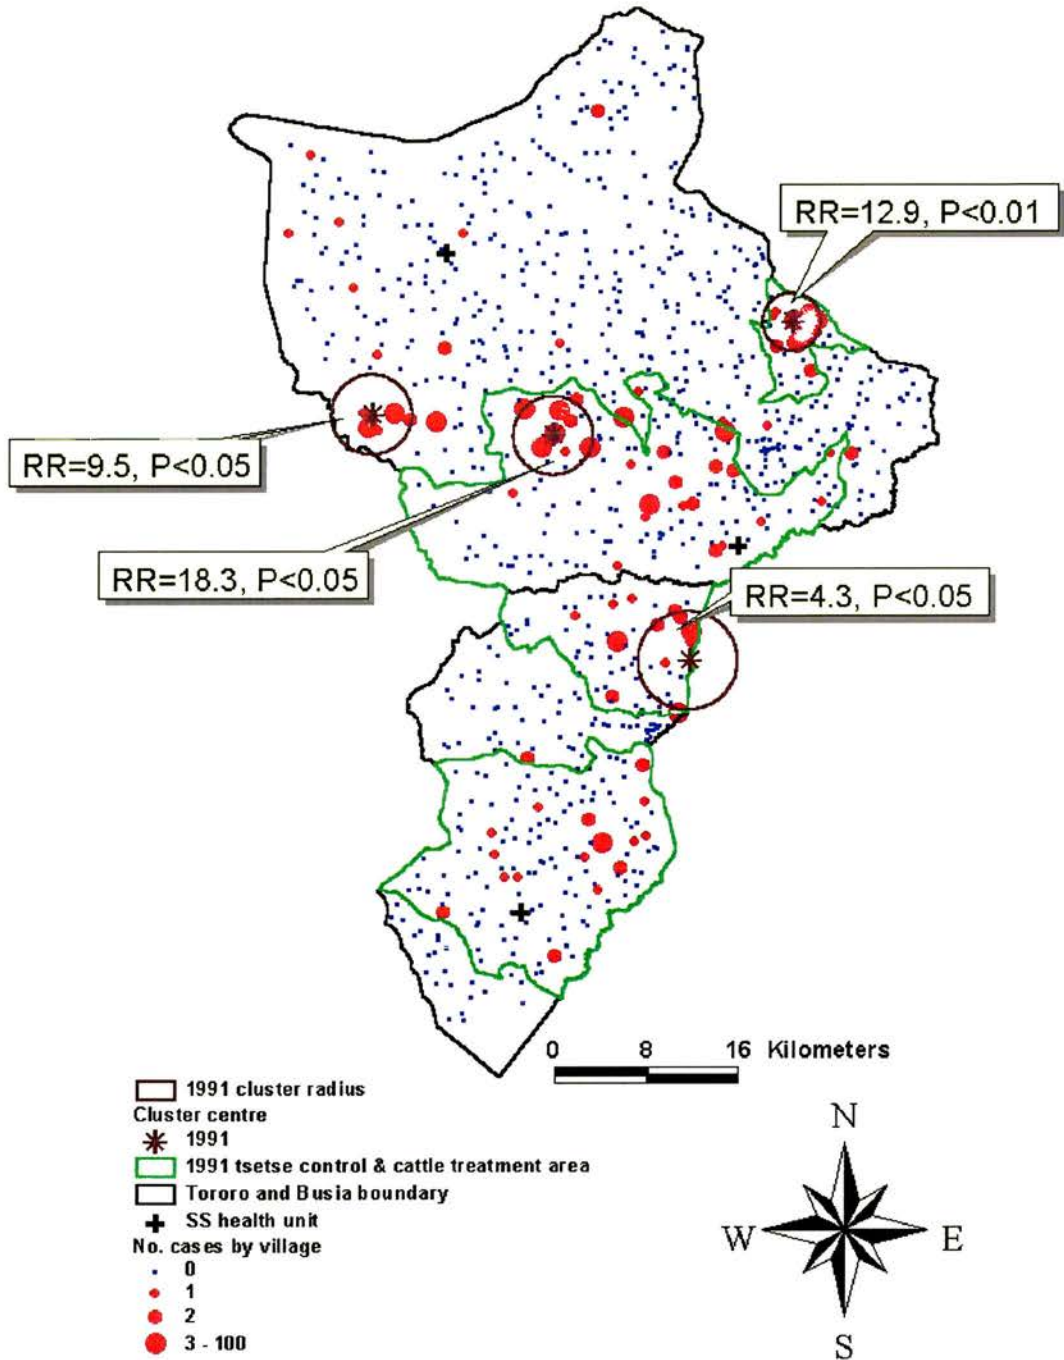 RR=12.9, P<0.01
RR=9.5, P<0.05
RR=18.3, P<0.05
RR=4.3, P<0.05
0 8 16 Kilometers
1991 cluster radius
Cluster centre
1991
1991 tsetse control & cattle treatment area
Tororo and Busia boundary
SS health unit
No. cases by village
0
1
2
3 - 100
N
W E
S